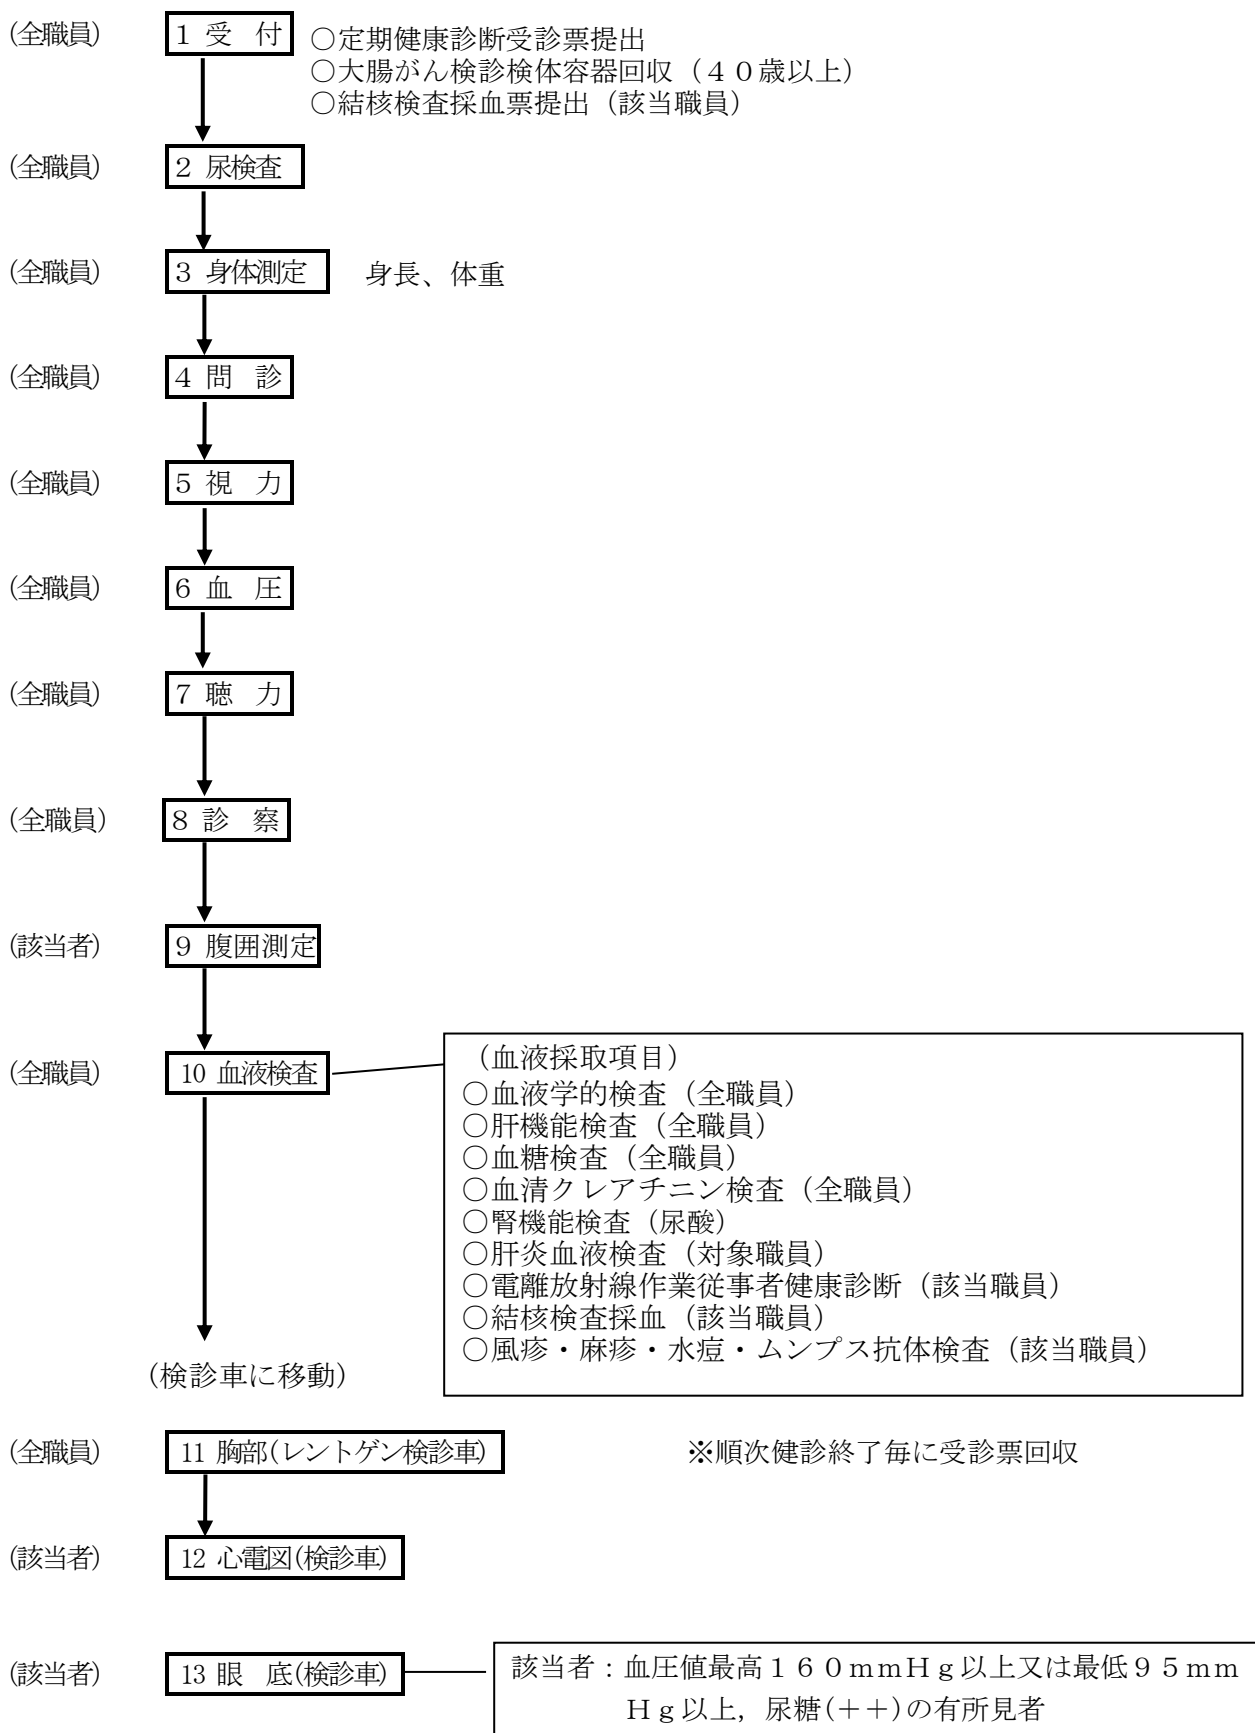 (全職員) １ 受　付 ○定期健康診断受診票提出
○大腸がん検診検体容器回収（４０歳以上）
○結核検査採血票提出（該当職員）
(全職員) ２ 尿検査
(全職員) ３ 身体測定 身長、体重
(全職員) ４ 問　診
(全職員) ５ 視　力
(全職員) ６ 血　圧
(全職員) ７ 聴　力
(全職員) ８ 診　察
(該当者) ９ 腹囲測定
(全職員) 10 血液検査 （血液採取項目）
○血液学的検査（全職員）
○肝機能検査（全職員）
○血糖検査（全職員）
○血清クレアチニン検査（全職員）
○腎機能検査（尿酸）
○肝炎血液検査（対象職員）
○電離放射線作業従事者健康診断（該当職員）
○結核検査採血（該当職員）
○風疹・麻疹・水痘・ムンプス抗体検査（該当職員）
(検診車に移動)
(全職員) 11 胸部(レントゲン検診車) ※順次健診終了毎に受診票回収
(該当者) 12 心電図(検診車)
(該当者) 13 眼　底(検診車) 該当者：血圧値最高１６０ｍｍＨｇ以上又は最低９５ｍｍ
Ｈｇ以上，尿糖(＋＋)の有所見者